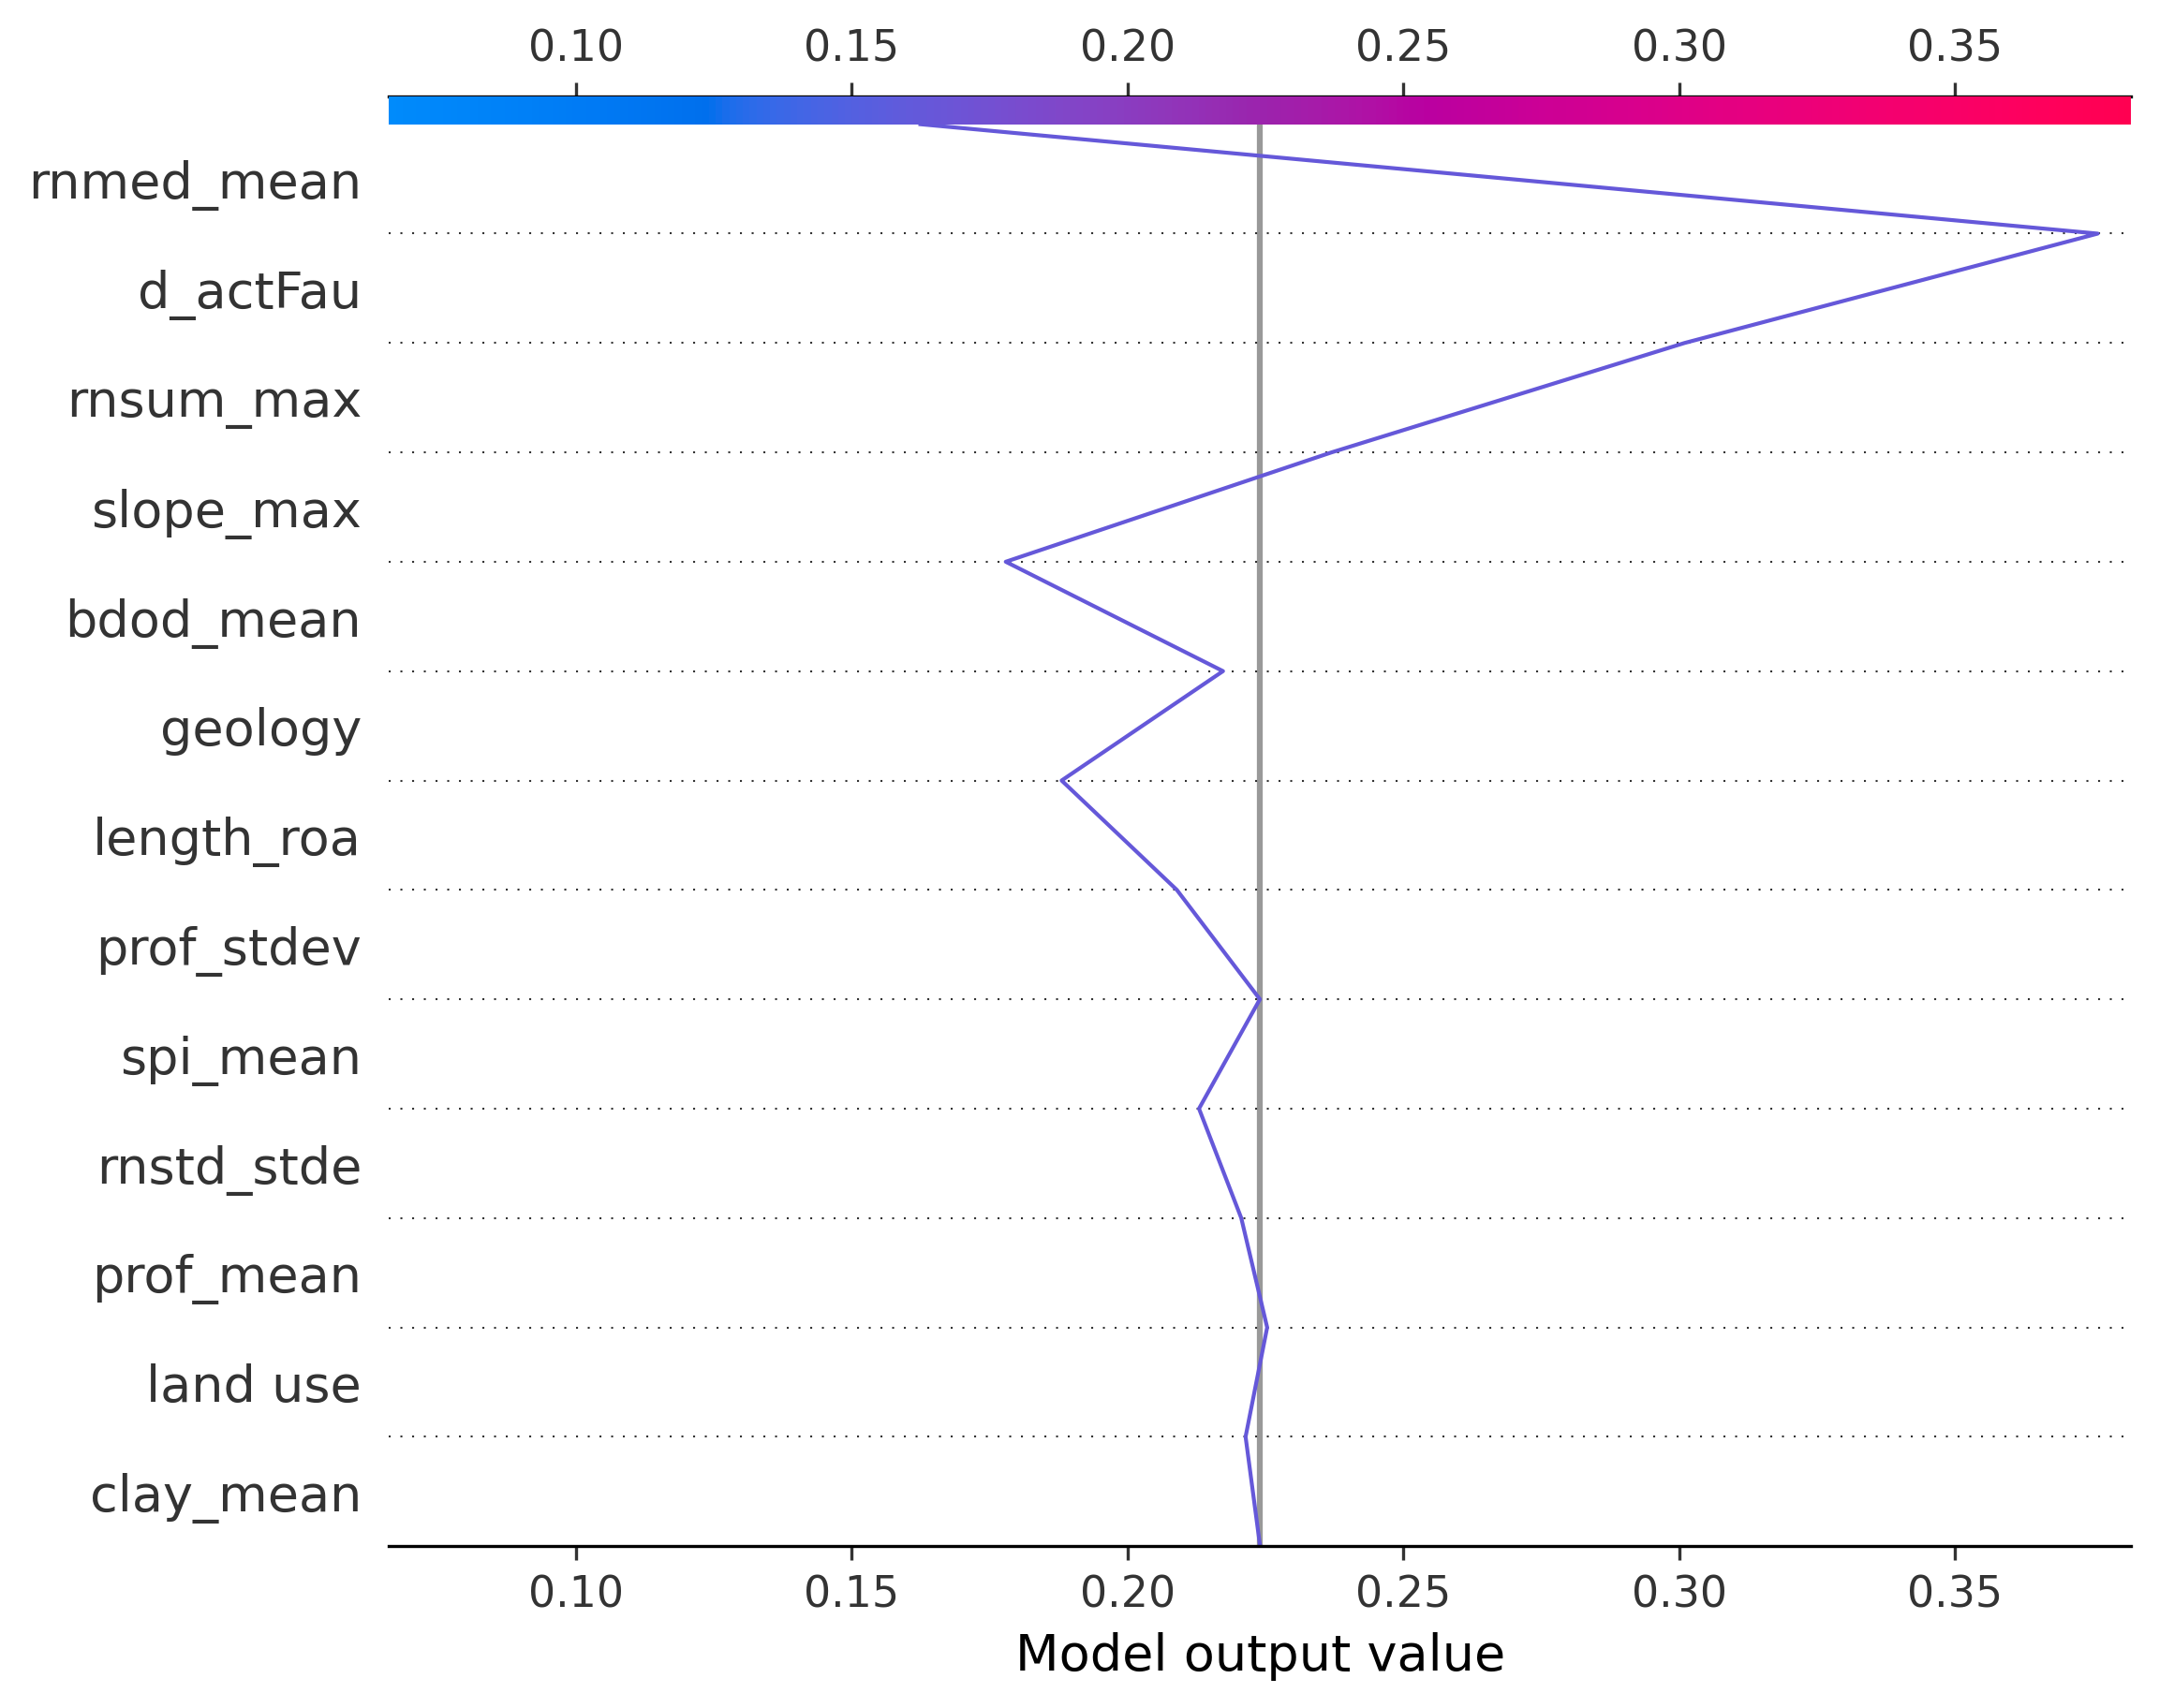 0.10 0.15 0.20 0.25 0.30 0.35
rnmed_mean
d_actFau
rnsum_max
slope_max
bdod_mean
geology
length_roa
prof_stdev
spi_mean
rnstd_stde
prof_mean
land use
clay_mean
0.10 0.15 0.20 0.25 0.30 0.35
Model output value